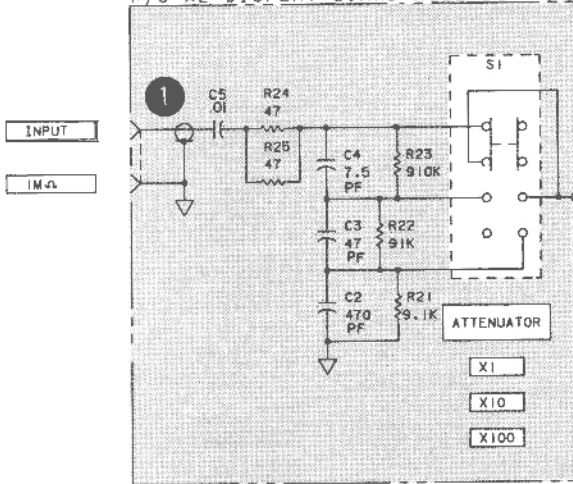 S1
1
C5
.01
R24
47
INPUT
R25
47
C4
7.5
PF
R23
910K
1MΩ
C3
47
PF
R22
91K
C2
470
PF
R21
9.1K
ATTENUATOR
X1
X10
X100